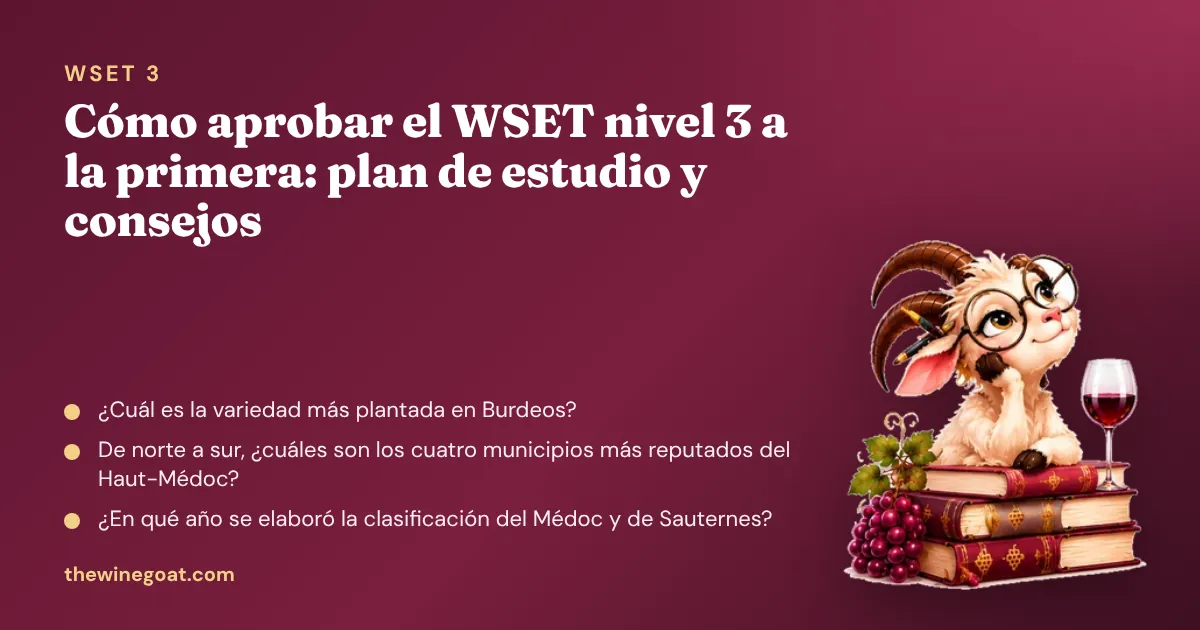 WSET 3
Cómo aprobar el WSET nivel 3 a
la primera: plan de estudio y
consejos
¿Cuál es la variedad más plantada en Burdeos?
De norte a sur, ¿cuáles son los cuatro municipios más reputados del
Haut-Médoc?
¿En qué año se elaboró la clasificación del Médoc y de Sauternes?
thewinegoat.com